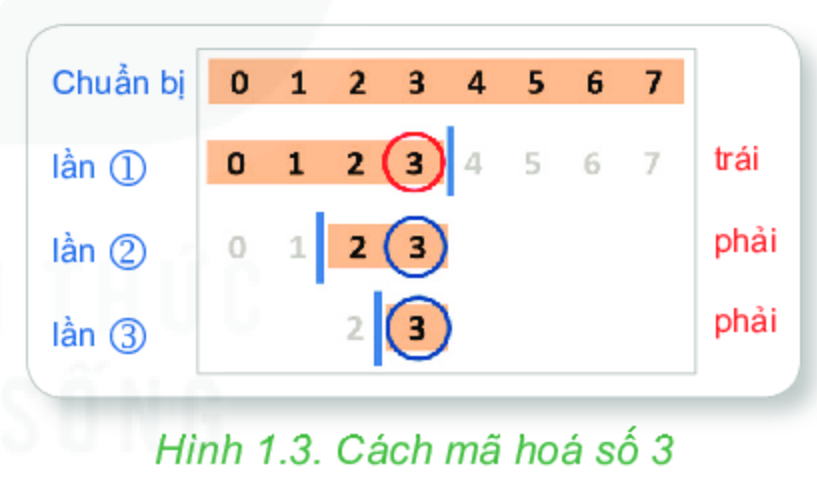 Chuẩn bị 0 1 2 3 4 5 6 7
lần ① 0 1 2 3 4 5 6 7 trái
lần ② 0 1 2 3 phải
lần ③ 2 3 phải
THỨC
SỐNG
Hình 1.3. Cách mã hoá số 3